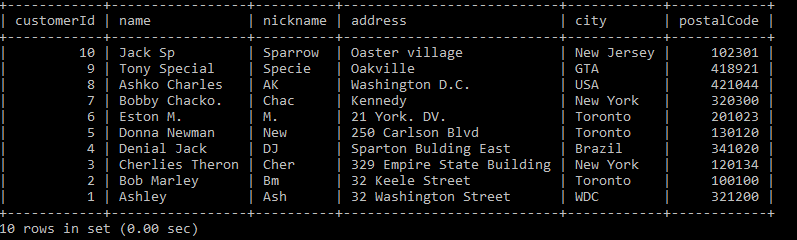 customerId | name | nickname | address | city | postalCode
10 | Jack Sp | Sparrow | Oaster village | New Jersey | 102301
9 | Tony Special | Specie | Oakville | GTA | 418921
8 | Ashko Charles | AK | Washington D.C. | USA | 421044
7 | Bobby Chacko. | Chac | Kennedy | New York | 320300
6 | Eston M. | M. | 21 York. DV. | Toronto | 201023
5 | Donna Newman | New | 250 Carlson Blvd | Toronto | 130120
4 | Denial Jack | DJ | Sparton Bulding East | Brazil | 341020
3 | Cherlies Theron | Cher | 329 Empire State Building | New York | 120134
2 | Bob Marley | Bm | 32 Keele Street | Toronto | 100100
1 | Ashley | Ash | 32 Washington Street | WDC | 321200
10 rows in set (0.00 sec)